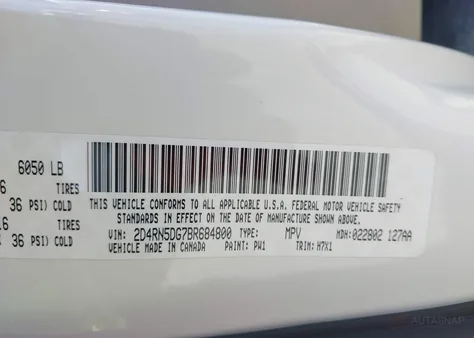 6050 LB
6 TIRES
36 PSI) COLD
16 TIRES
36 PSI) COLD
THIS VEHICLE CONFORMS TO ALL APPLICABLE U.S.A. FEDERAL MOTOR VEHICLE SAFETY
STANDARDS IN EFFECT ON THE DATE OF MANUFACTURE SHOWN ABOVE.
VIN: 2D4RN5DG7BR684800 TYPE: MPV MDH: 022802 127AA
VEHICLE MADE IN CANADA PAINT: PW1 TRIM: H7X1
AUTARNAP